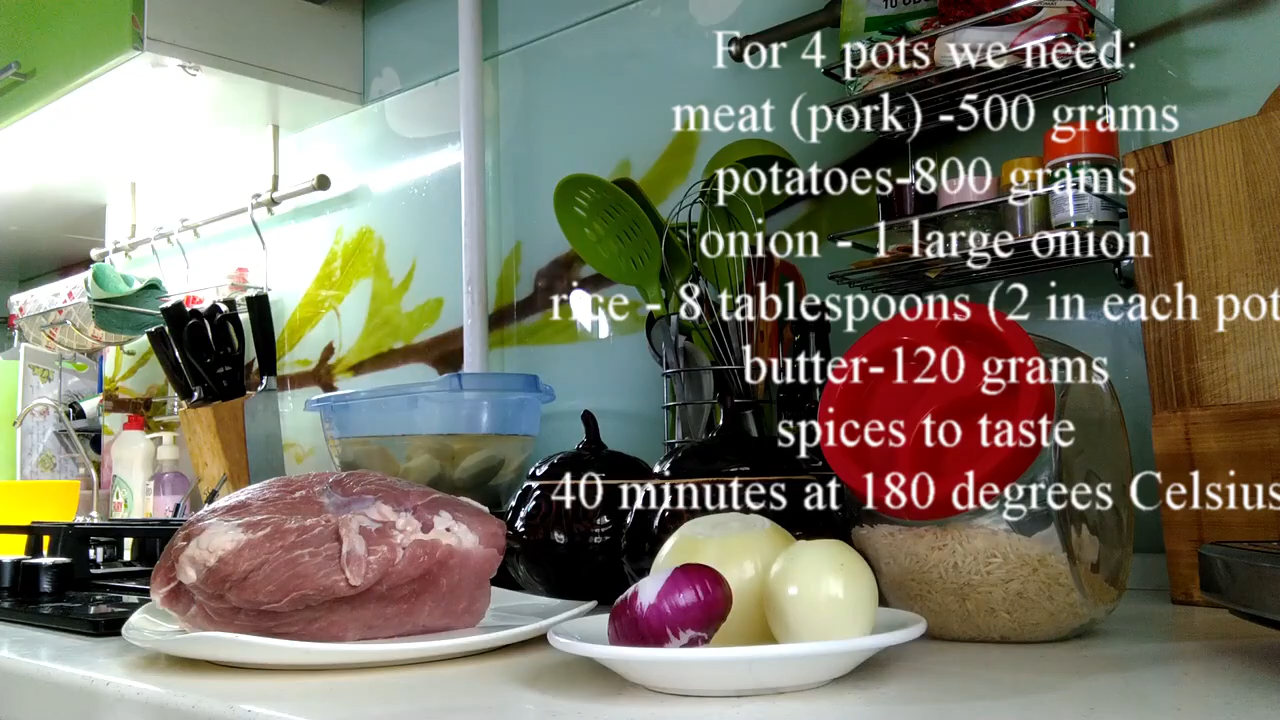 For 4 pots we need:
meat (pork) -500 grams
potatoes-800 grams
onion - 1 large onion
rice - 8 tablespoons (2 in each pot
butter-120 grams
spices to taste
40 minutes at 180 degrees Celsius